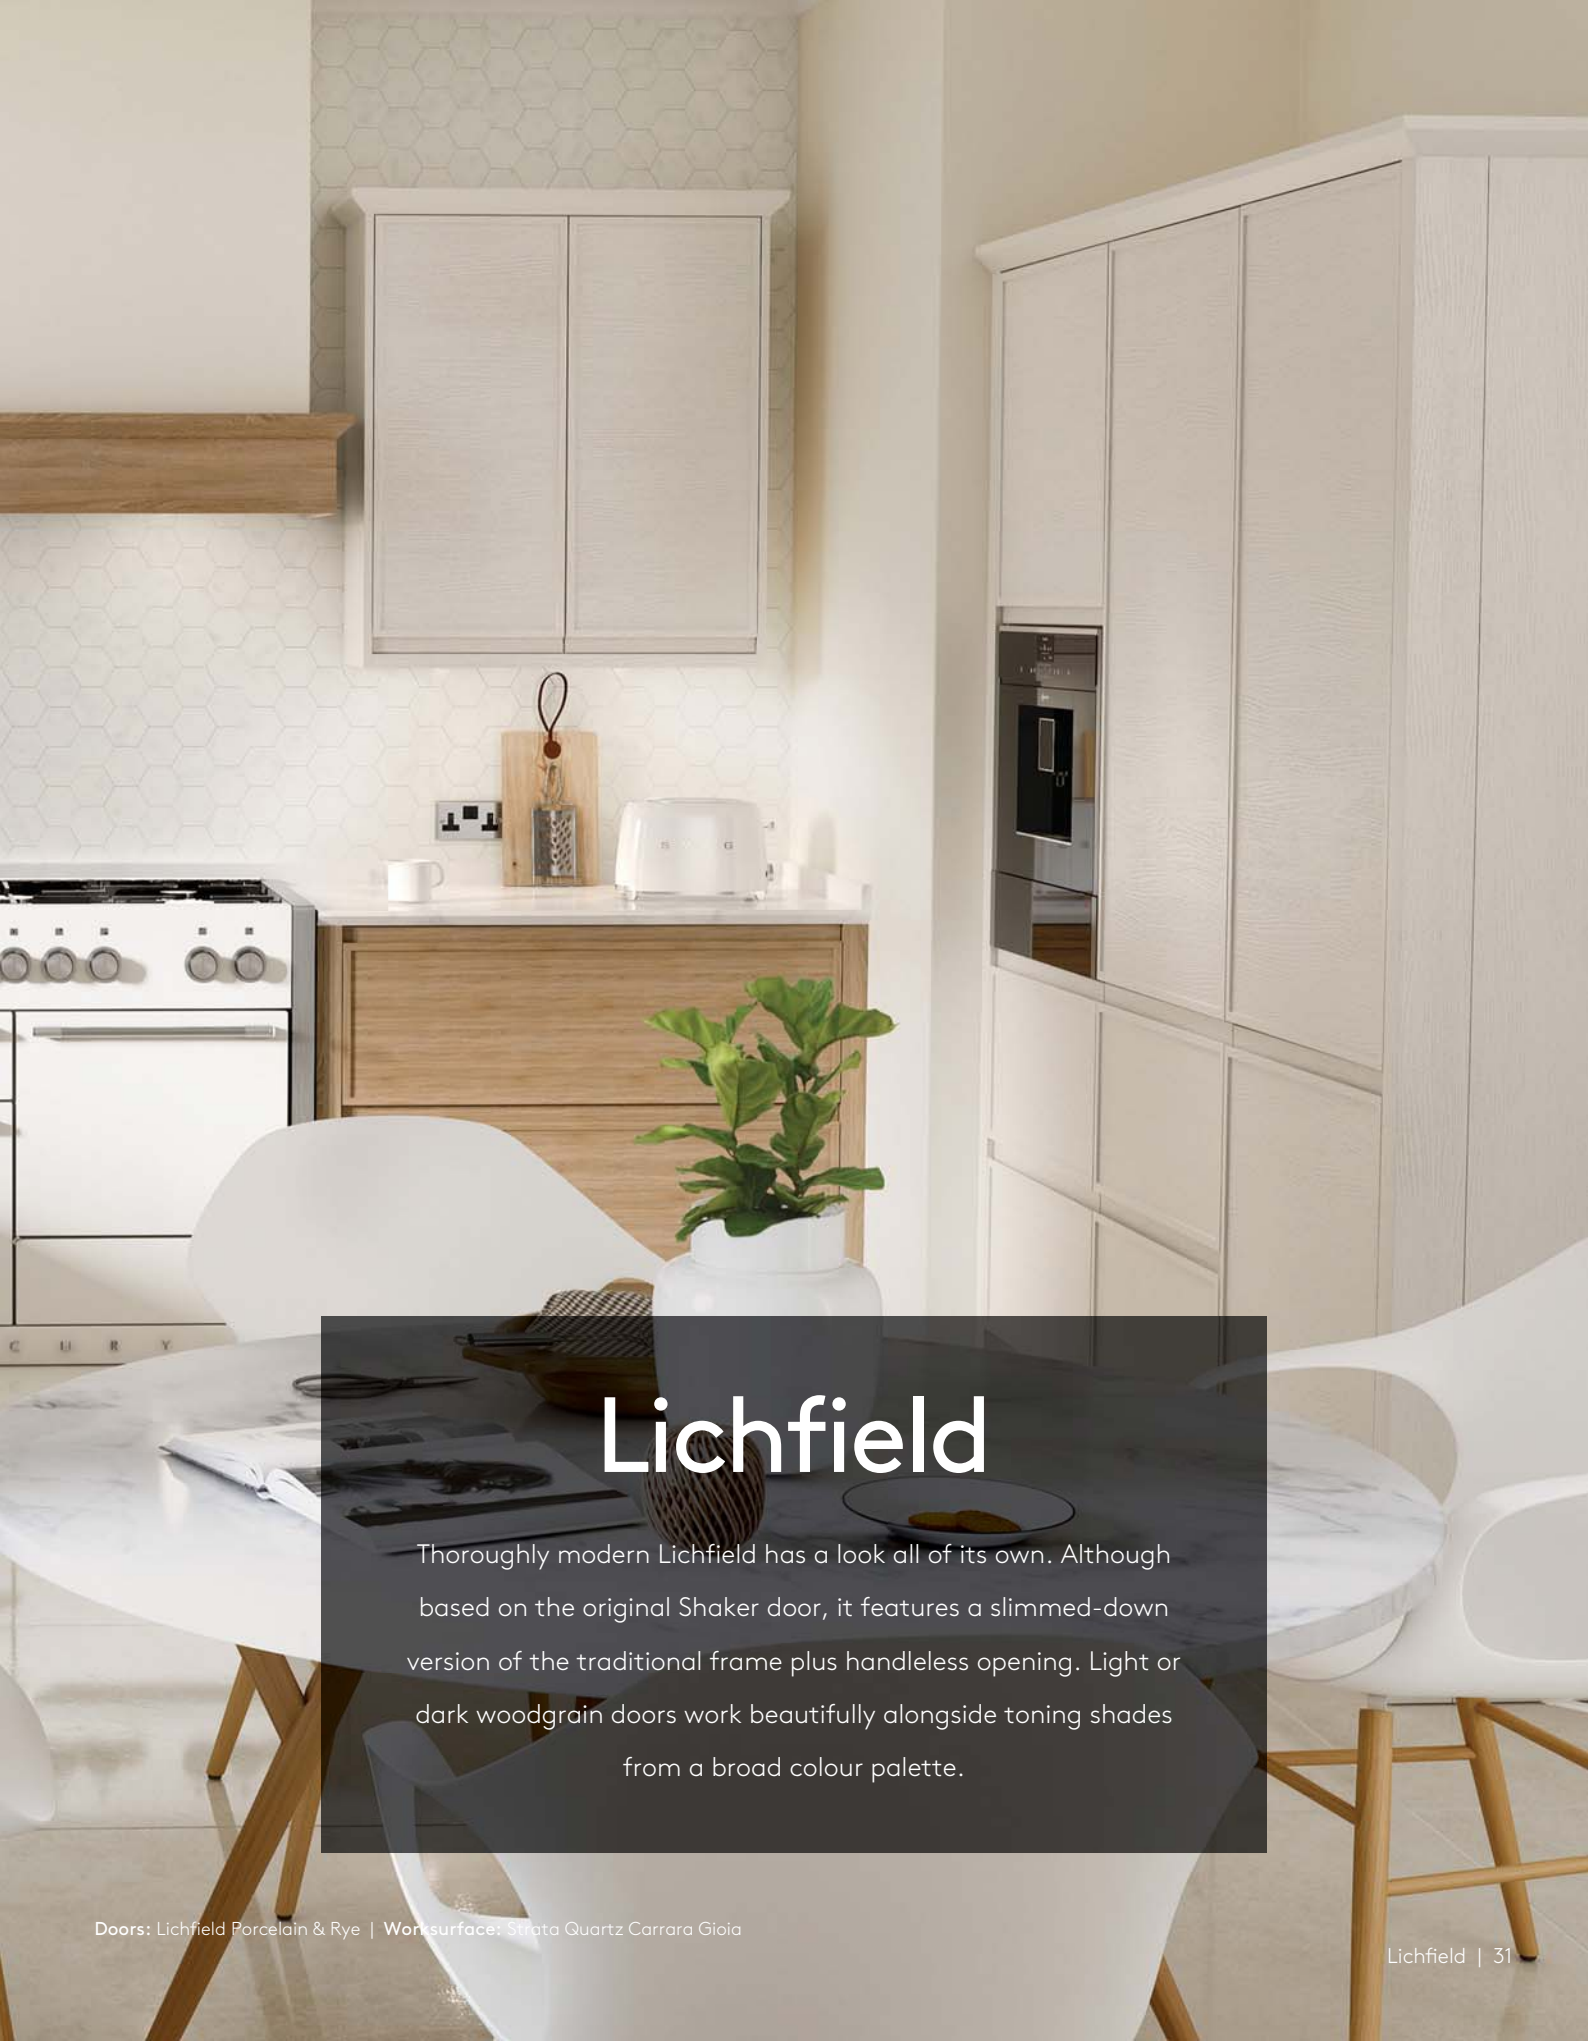 S G
C U R Y
Lichfield
Thoroughly modern Lichfield has a look all of its own. Although
based on the original Shaker door, it features a slimmed-down
version of the traditional frame plus handleless opening. Light or
dark woodgrain doors work beautifully alongside toning shades
from a broad colour palette.
Doors: Lichfield Porcelain & Rye | Worksurface: Strata Quartz Carrara Gioia
Lichfield | 31